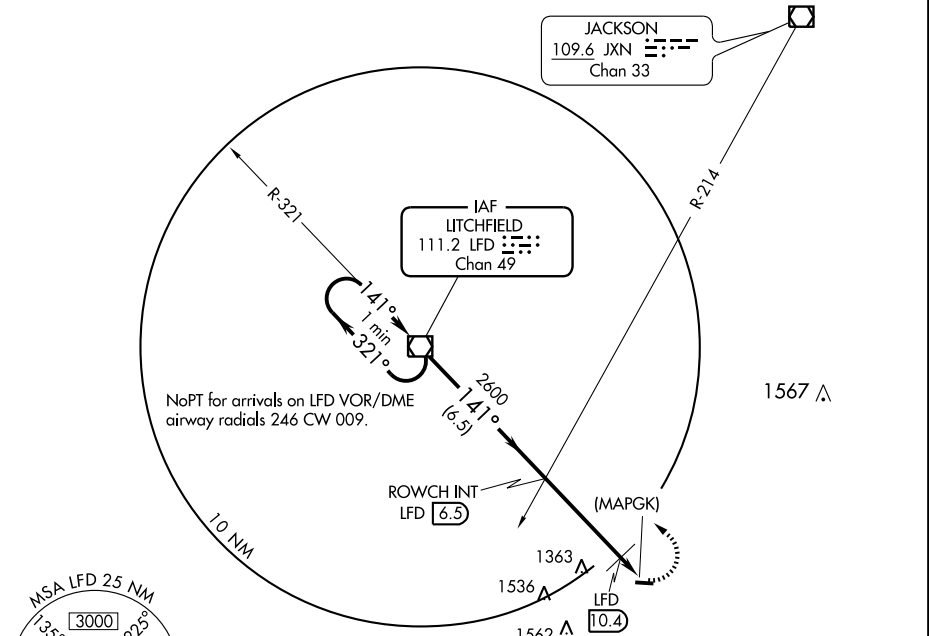 JACKSON
109.6 JXN
Chan 33
R-214
R-321
IAF
LITCHFIELD
111.2 LFD
Chan 49
141°
1 min
321°
NoPT for arrivals on LFD VOR/DME
airway radials 246 CW 009.
2600
141°
(6.5)
1567
ROWCH INT
LFD 6.5
(MAPGK)
10 NM
1363
1536
LFD
10.4
1562
MSA LFD 25 NM
3000
135°
225°